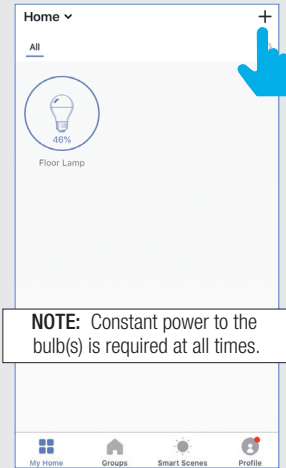 Home
All
46%
Floor Lamp
NOTE: Constant power to the
bulb(s) is required at all times.
My Home Groups Smart Scenes Profile